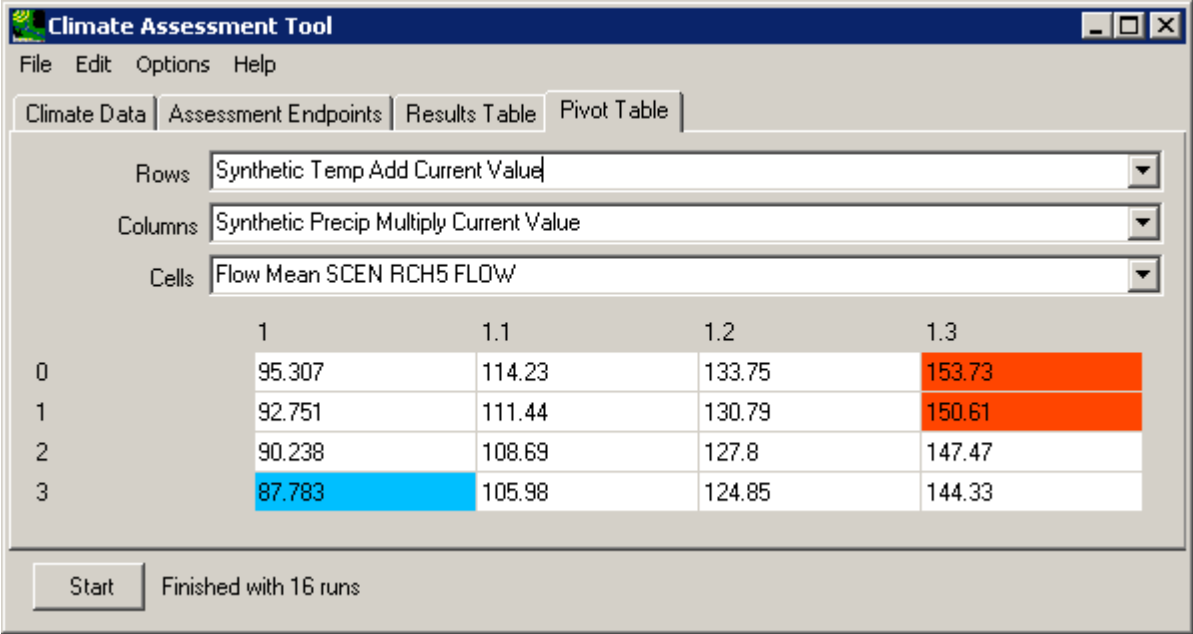 Climate Assessment Tool
File Edit Options Help
Climate Data Assessment Endpoints Results Table Pivot Table
Rows Synthetic Temp Add Current Value
Columns Synthetic Precip Multiply Current Value
Cells Flow Mean SCEN RCH5 FLOW
1 1.1 1.2 1.3
0 95.307 114.23 133.75 153.73
1 92.751 111.44 130.79 150.61
2 90.238 108.69 127.8 147.47
3 87.783 105.98 124.85 144.33
Start Finished with 16 runs